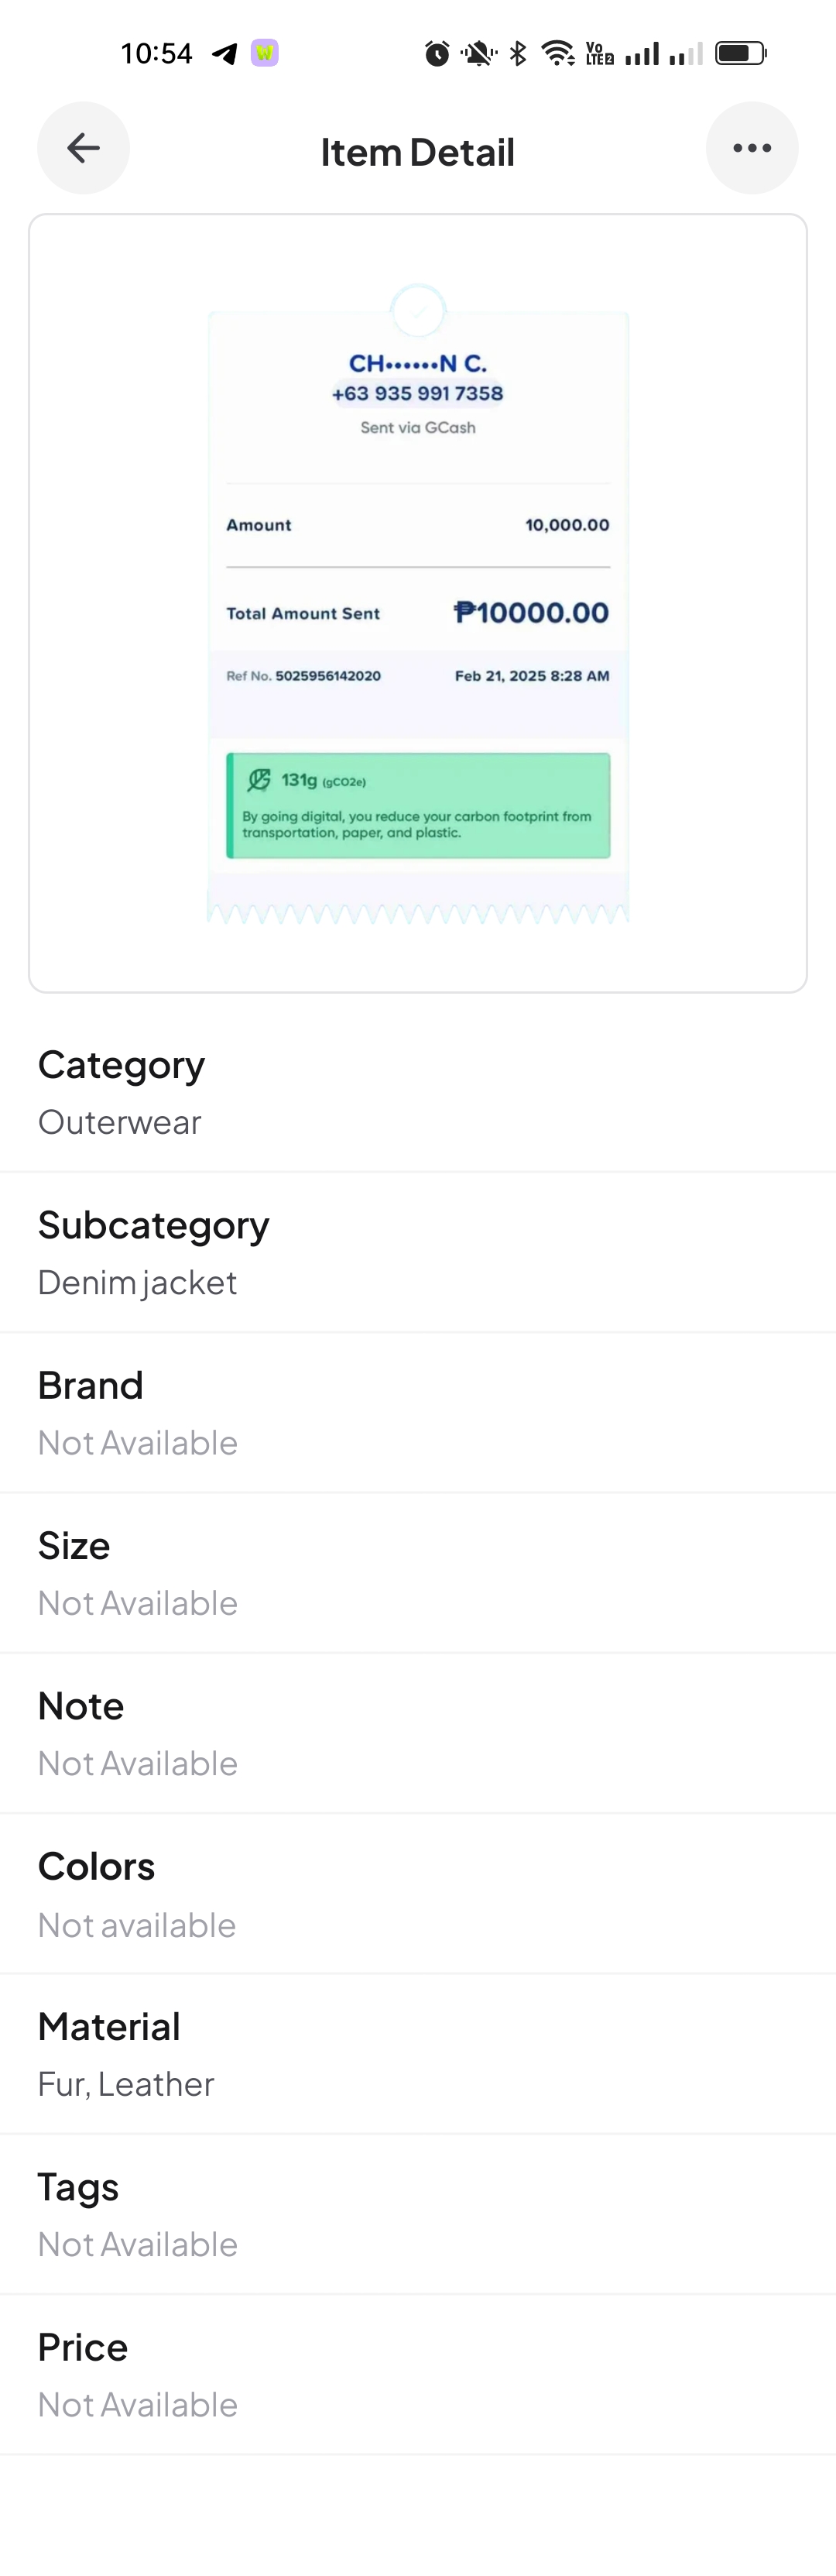 10:54
Vo
LTE 2
Item Detail
CH••••••N C.
+63 935 991 7358
Sent via GCash
Amount 10,000.00
Total Amount Sent ₱10000.00
Ref No. 5025956142020 Feb 21, 2025 8:28 AM
131g (gCO2e)
By going digital, you reduce your carbon footprint from
transportation, paper, and plastic.
Category
Outerwear
Subcategory
Denim jacket
Brand
Not Available
Size
Not Available
Note
Not Available
Colors
Not available
Material
Fur, Leather
Tags
Not Available
Price
Not Available